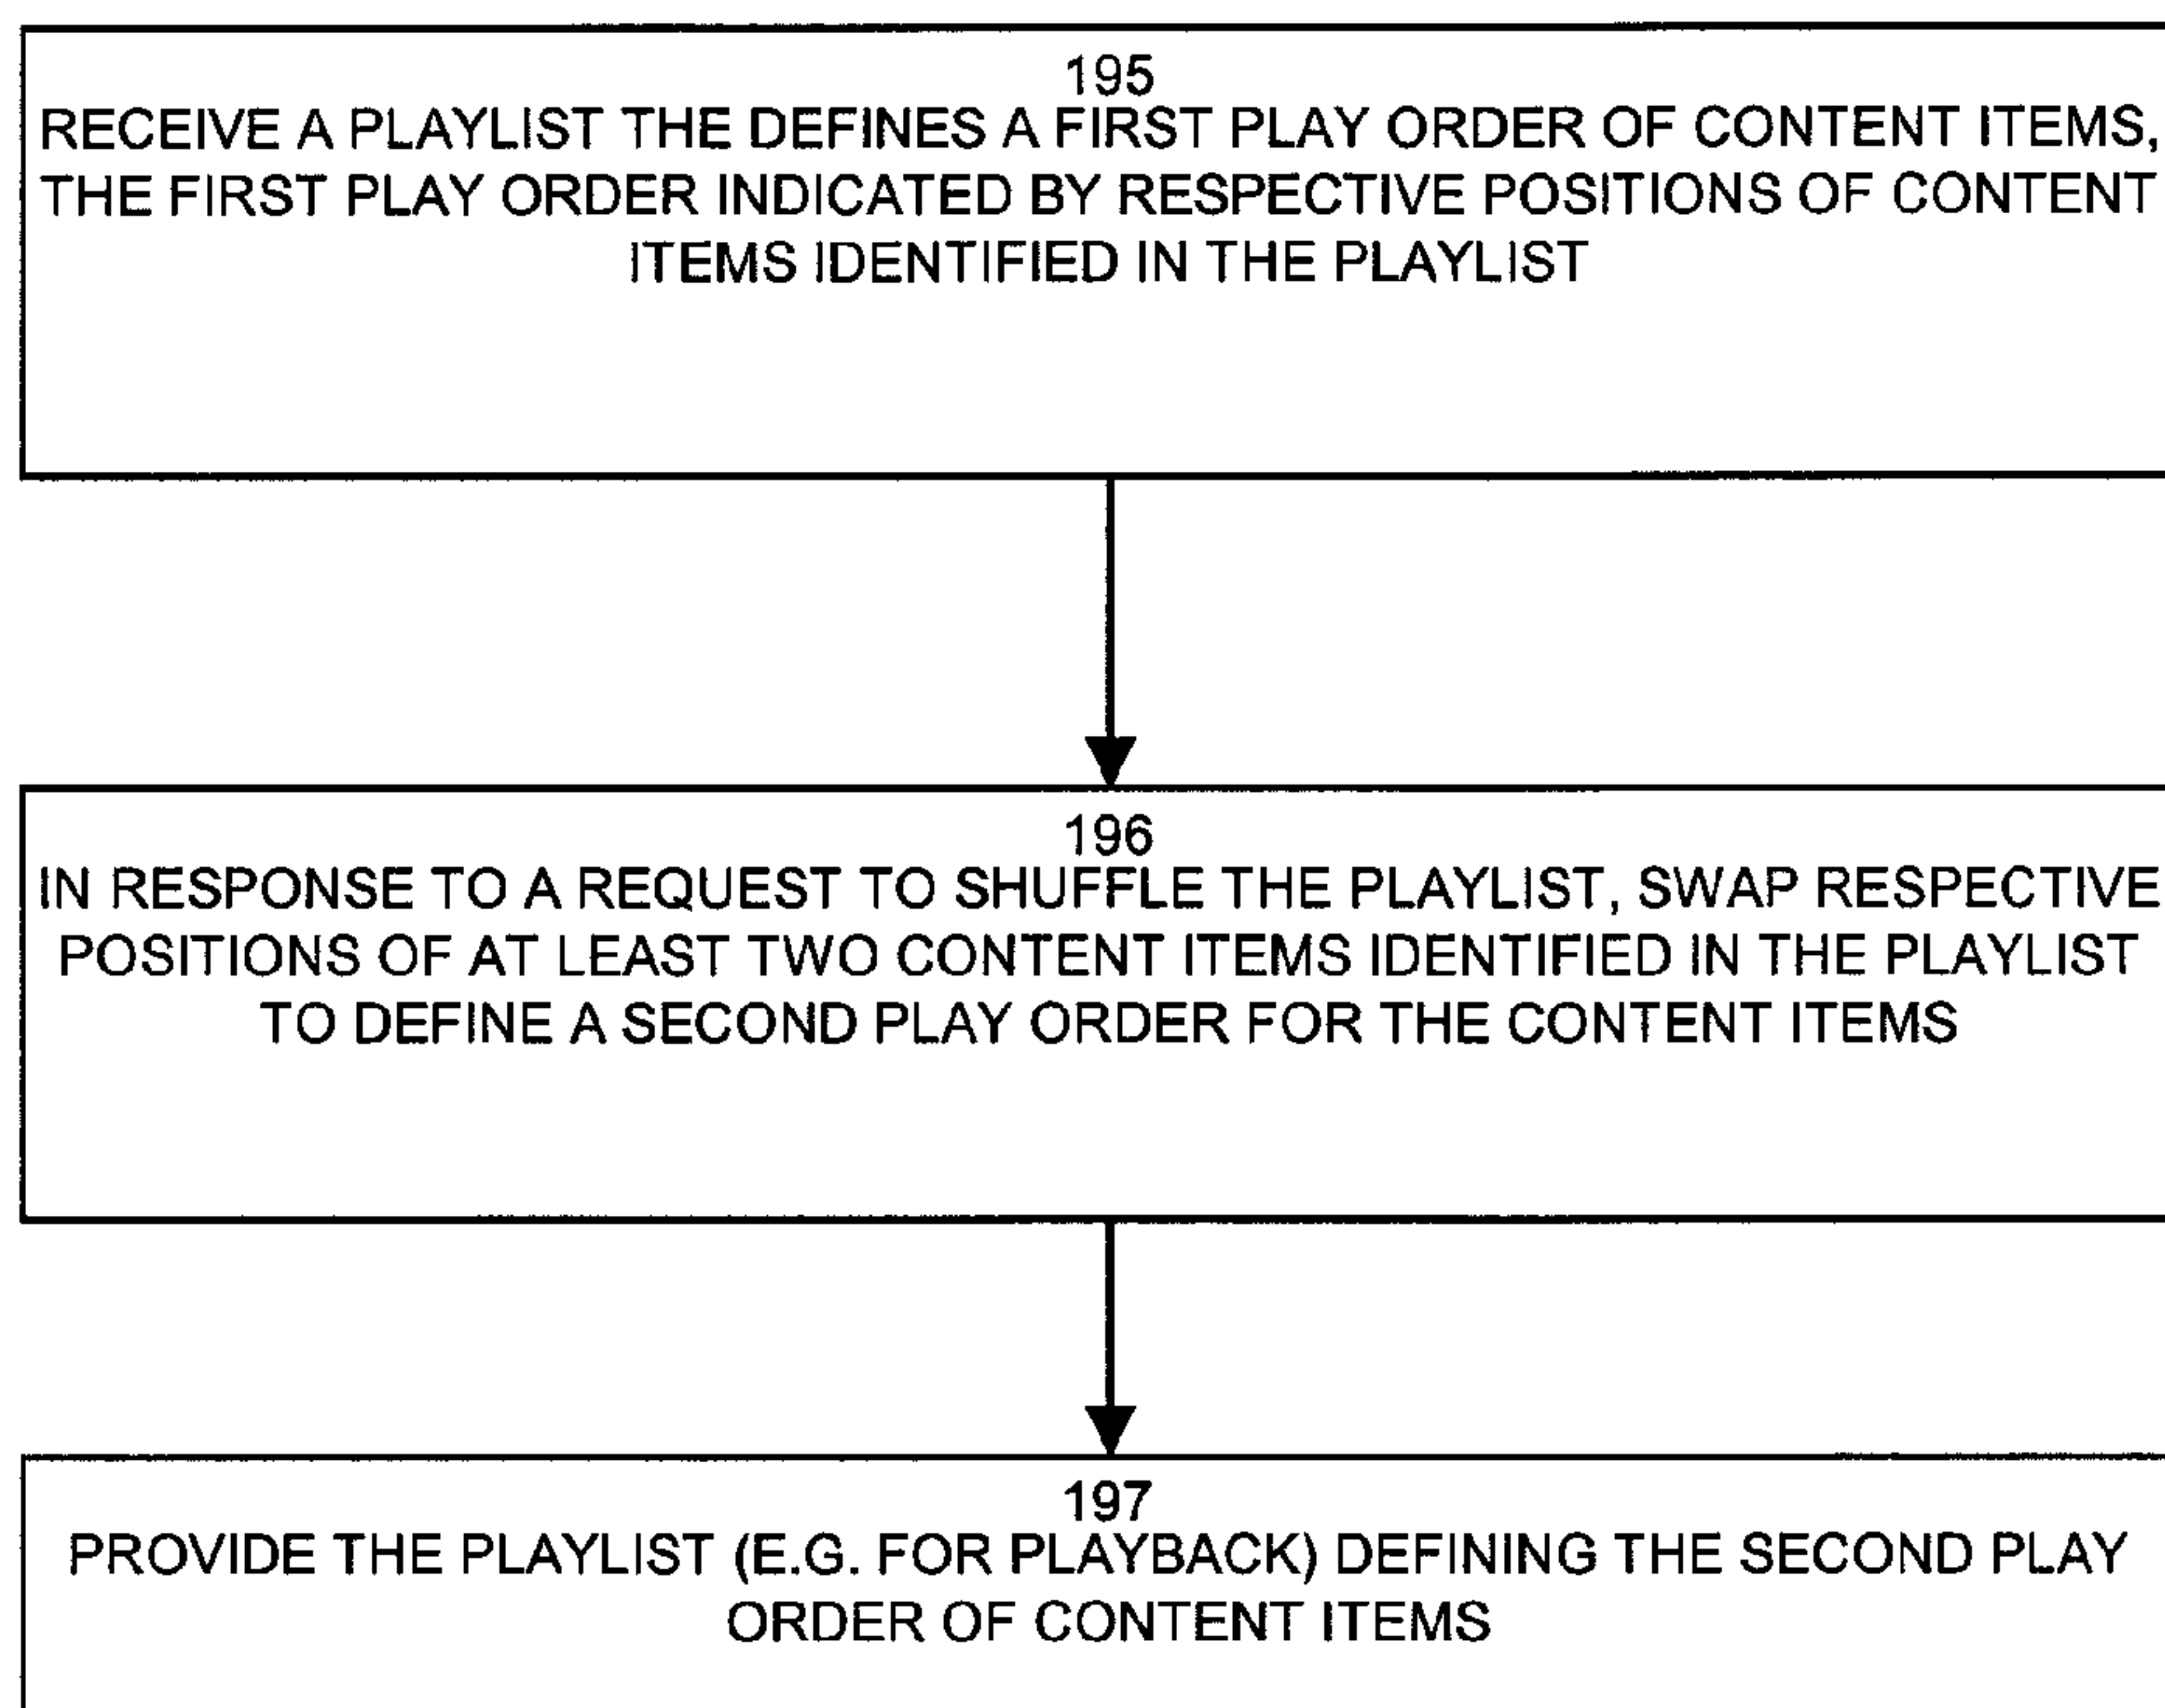 195
RECEIVE A PLAYLIST THE DEFINES A FIRST PLAY ORDER OF CONTENT ITEMS,
THE FIRST PLAY ORDER INDICATED BY RESPECTIVE POSITIONS OF CONTENT
ITEMS IDENTIFIED IN THE PLAYLIST
196
IN RESPONSE TO A REQUEST TO SHUFFLE THE PLAYLIST, SWAP RESPECTIVE
POSITIONS OF AT LEAST TWO CONTENT ITEMS IDENTIFIED IN THE PLAYLIST
TO DEFINE A SECOND PLAY ORDER FOR THE CONTENT ITEMS
197
PROVIDE THE PLAYLIST (E.G. FOR PLAYBACK) DEFINING THE SECOND PLAY
ORDER OF CONTENT ITEMS